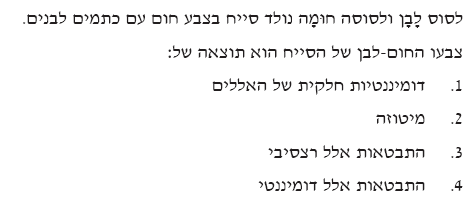 לסוס לָבָן ולסוסה חוּמָה נולד סייח בצבע חום עם כתמים לבנים.
צבעו החום-לבן של הסייח הוא תוצאה של:
1. דומיננטיות חלקית של האללים
2. מיטוזה
3. התבטאות אלל רצסיבי
4. התבטאות אלל דומיננטי